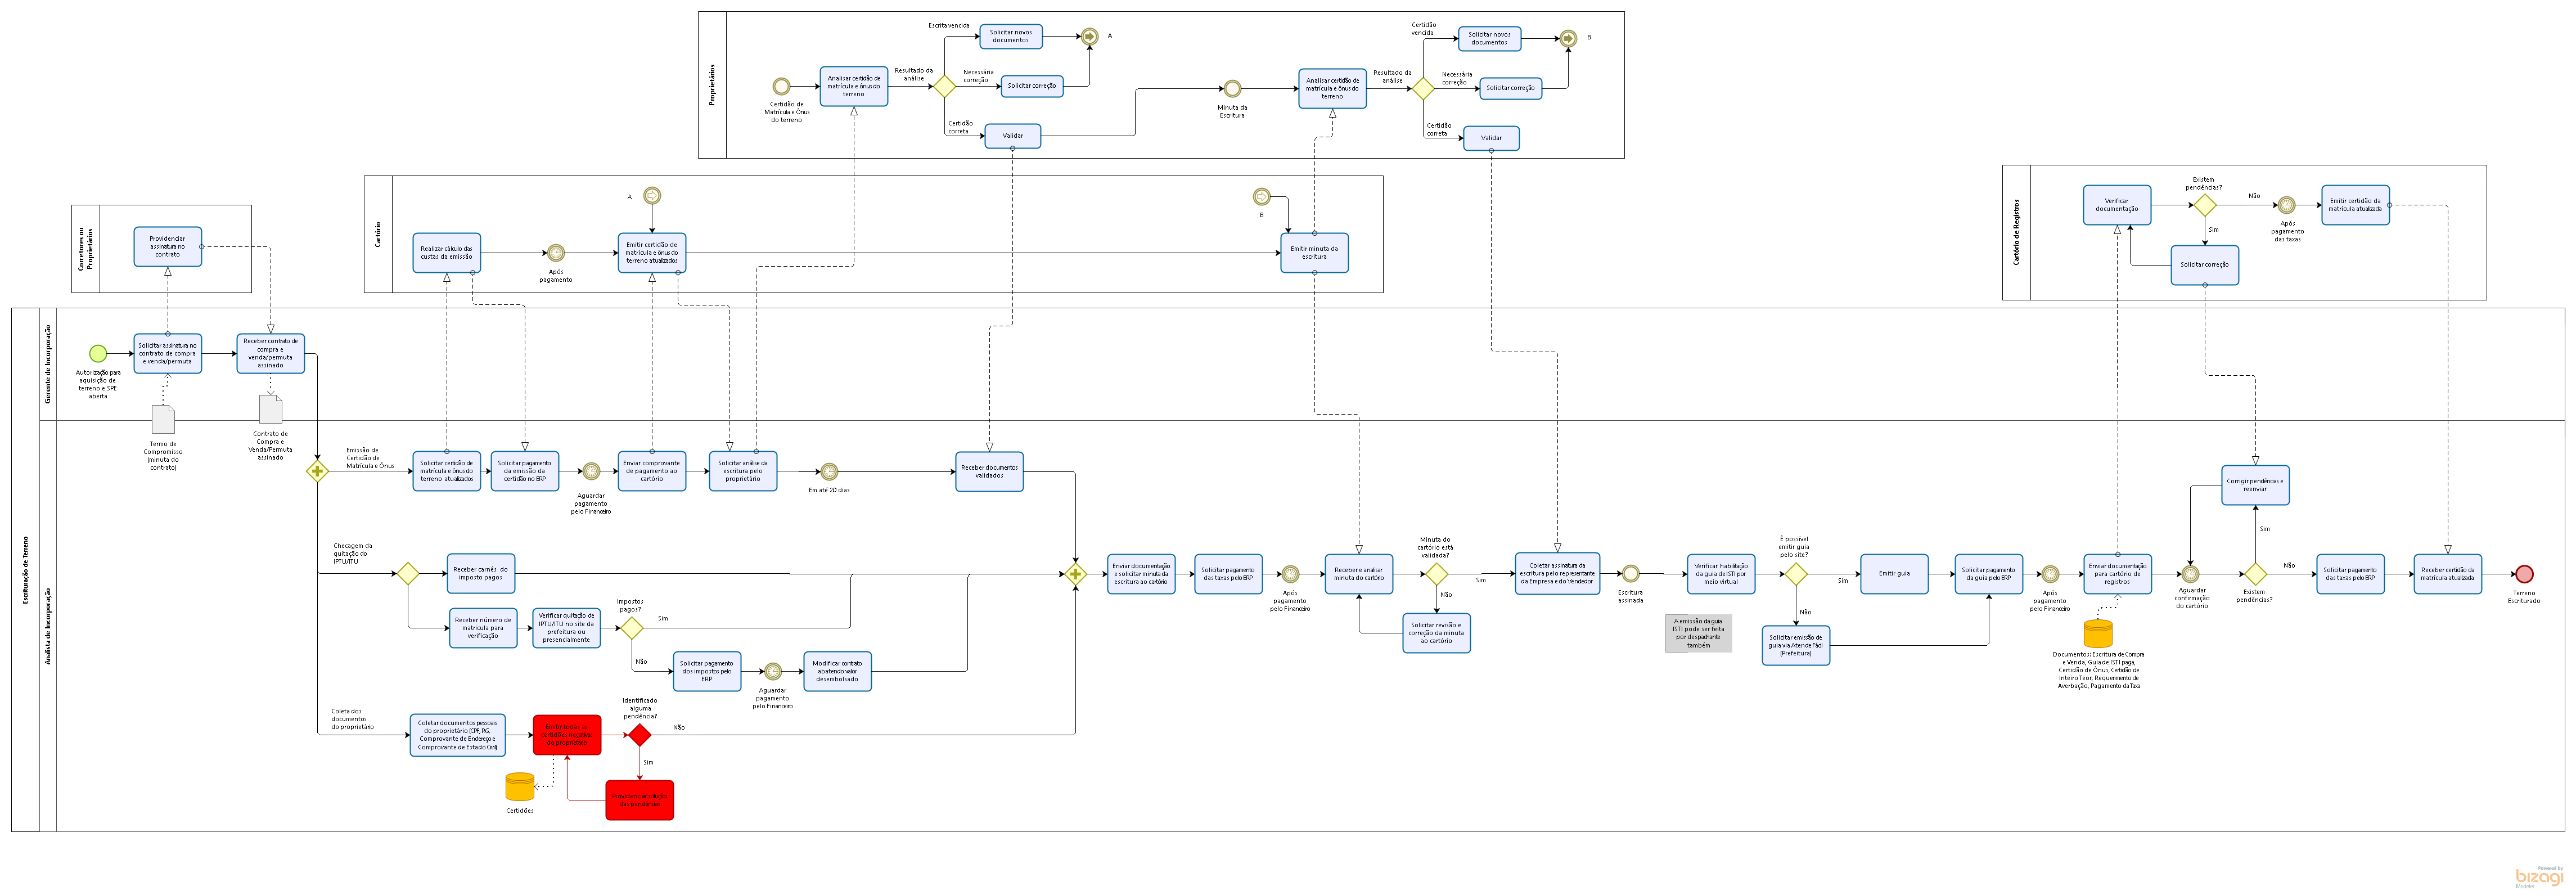 Proprietários
Certidão de
Matrícula e Ônus
do terreno
Analisar certidão de
matrícula e ônus do
terreno
Resultado da
análise
Escrita vencida
Solicitar novos
documentos
A
Necessária
correção
Solicitar correção
Certidão
correta
Validar
Minuta da
Escritura
Analisar certidão de
matrícula e ônus do
terreno
Resultado da
análise
Certidão
vencida
Solicitar novos
documentos
B
Necessária
correção
Solicitar correção
Certidão
correta
Validar
Cartório
A
Realizar cálculo das
custas da emissão
Após
pagamento
Emitir certidão de
matrícula e ônus do
terreno atualizados
B
Emitir minuta da
escritura
Corretores ou
Proprietários
Providenciar
assinatura no
contrato
Cartório de Registros
Verificar
documentação
Existem
pendências?
Não
Após
pagamento
das taxas
Emitir certidão da
matrícula atualizada
Sim
Solicitar correção
Escrituração de Terreno
Gerente de Incorporação
Autorização para
aquisição de
terreno e SPE
aberta
Solicitar assinatura no
contrato de compra
e venda/permuta
Receber contrato de
compra e
venda/permuta
assinado
Termo de
Compromisso
(minuta do
contrato)
Contrato de
Compra e
Venda/Permuta
assinado
Analista de Incorporação
Emissão de
Certidão de
Matrícula e Ônus
Solicitar certidão de
matrícula e ônus do
terreno atualizados
Solicitar pagamento
da emissão da
certidão no ERP
Aguardar
pagamento
pelo Financeiro
Enviar comprovante
de pagamento ao
cartório
Solicitar análise da
escritura pelo
proprietário
Em até 20 dias
Receber documentos
validados
Checagem da
quitação do
IPTU/ITU
Receber carnês do
imposto pagos
Receber número de
matrícula para
verificação
Verificar quitação de
IPTU/ITU no site da
prefeitura ou
presencialmente
Impostos
pagos?
Sim
Não
Solicitar pagamento
dos impostos pelo
ERP
Aguardar
pagamento
pelo Financeiro
Modificar contrato
abatendo valor
desembolsado
Coleta dos
documentos
do proprietário
Coletar documentos pessoais
do proprietário (CPF, RG,
Comprovante de Endereço e
Comprovante de Estado Civil)
Emitir todas as
certidões negativas
do proprietário
Identificado
alguma
pendência?
Não
Sim
Providenciar solução
das pendências
Certidões
Enviar documentação
e solicitar minuta da
escritura ao cartório
Solicitar pagamento
das taxas pelo ERP
Após
pagamento
pelo Financeiro
Receber e analisar
minuta do cartório
Minuta do
cartório está
validada?
Sim
Não
Solicitar revisão e
correção da minuta
ao cartório
Coletar assinatura da
escritura pelo representante
da Empresa e do Vendedor
Escritura
assinada
Verificar habilitação
da guia de ISTI por
meio virtual
A emissão da guia
ISTI pode ser feita
por despachante
também
É possível
emitir guia
pelo site?
Sim
Não
Solicitar emissão de
guia via Atende Fácil
(Prefeitura)
Emitir guia
Solicitar pagamento
da guia pelo ERP
Após
pagamento
pelo Financeiro
Enviar documentação
para cartório de
registros
Documentos: Escritura de Compra
e Venda, Guia de ISTI paga,
Certidão de Ônus, Certidão de
Inteiro Teor, Requerimento de
Averbação, Pagamento da Taxa
Aguardar
confirmação
do cartório
Corrigir pendências e
reenviar
Sim
Existem
pendências?
Não
Solicitar pagamento
das taxas pelo ERP
Receber certidão da
matrícula atualizada
Terreno
Escriturado
Powered by
bizagi
Modeler